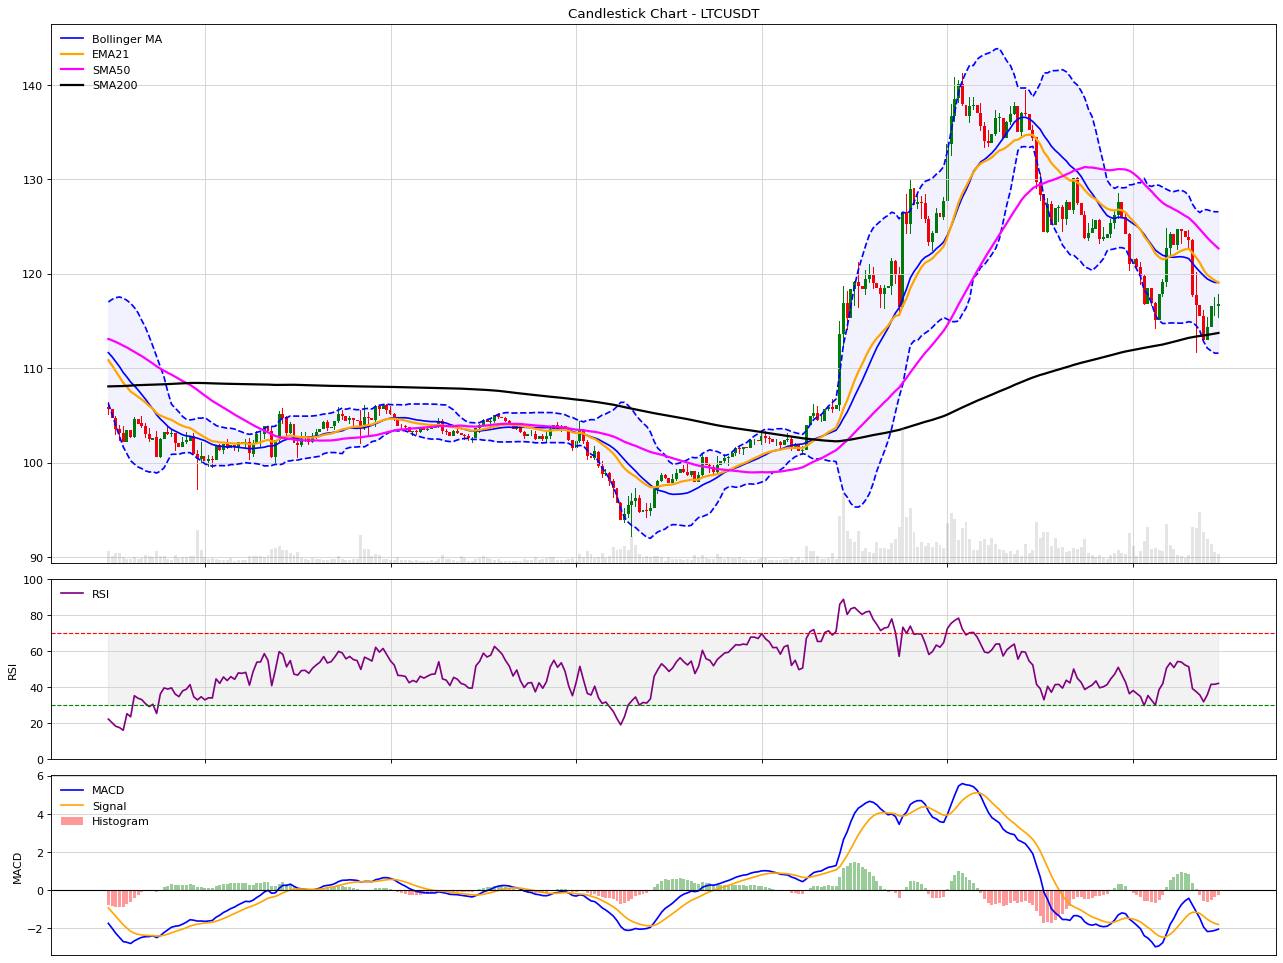 Candlestick Chart - LTCUSDT
Bollinger MA
EMA21
SMA50
SMA200
140
130
120
110
100
90
RSI
100
80
60
40
20
0
RSI
MACD
Signal
Histogram
6
4
2
0
−2
MACD